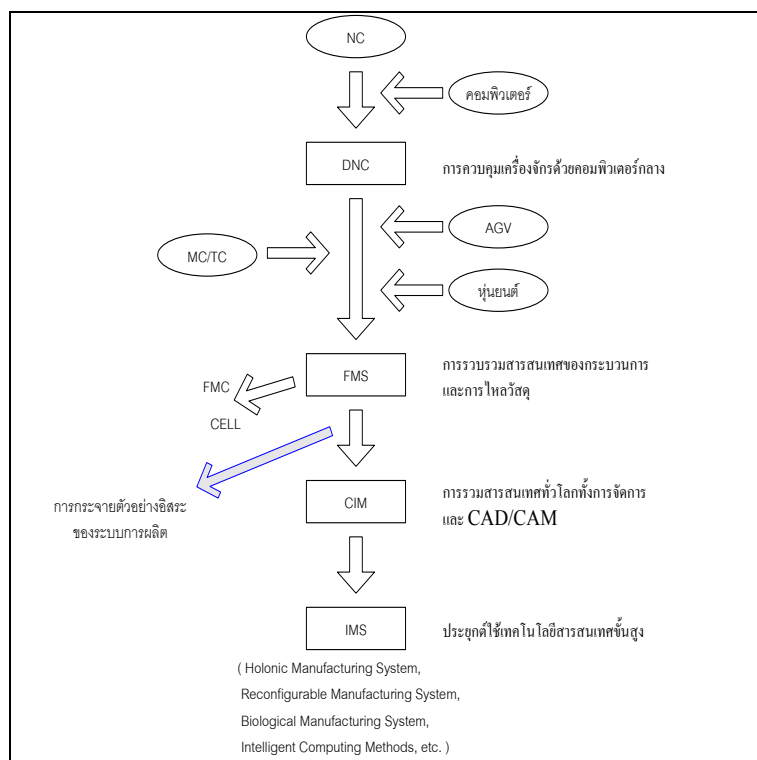 NC
คอมพิวเตอร์
DNC
การควบคุมเครื่องจักรด้วยคอมพิวเตอร์กลาง
AGV
MC/TC
หุ่นยนต์
FMS
การรวบรวมสารสนเทศของกระบวนการ
และการไหลวัสดุ
FMC
CELL
CIM
การรวมสารสนเทศทั่วโลกทั้งการจัดการ
และ CAD/CAM
การกระจายตัวอย่างอิสระ
ของระบบการผลิต
IMS
ประยุกต์ใช้เทคโนโลยีสารสนเทศขั้นสูง
( Holonic Manufacturing System,
Reconfigurable Manufacturing System,
Biological Manufacturing System,
Intelligent Computing Methods, etc. )